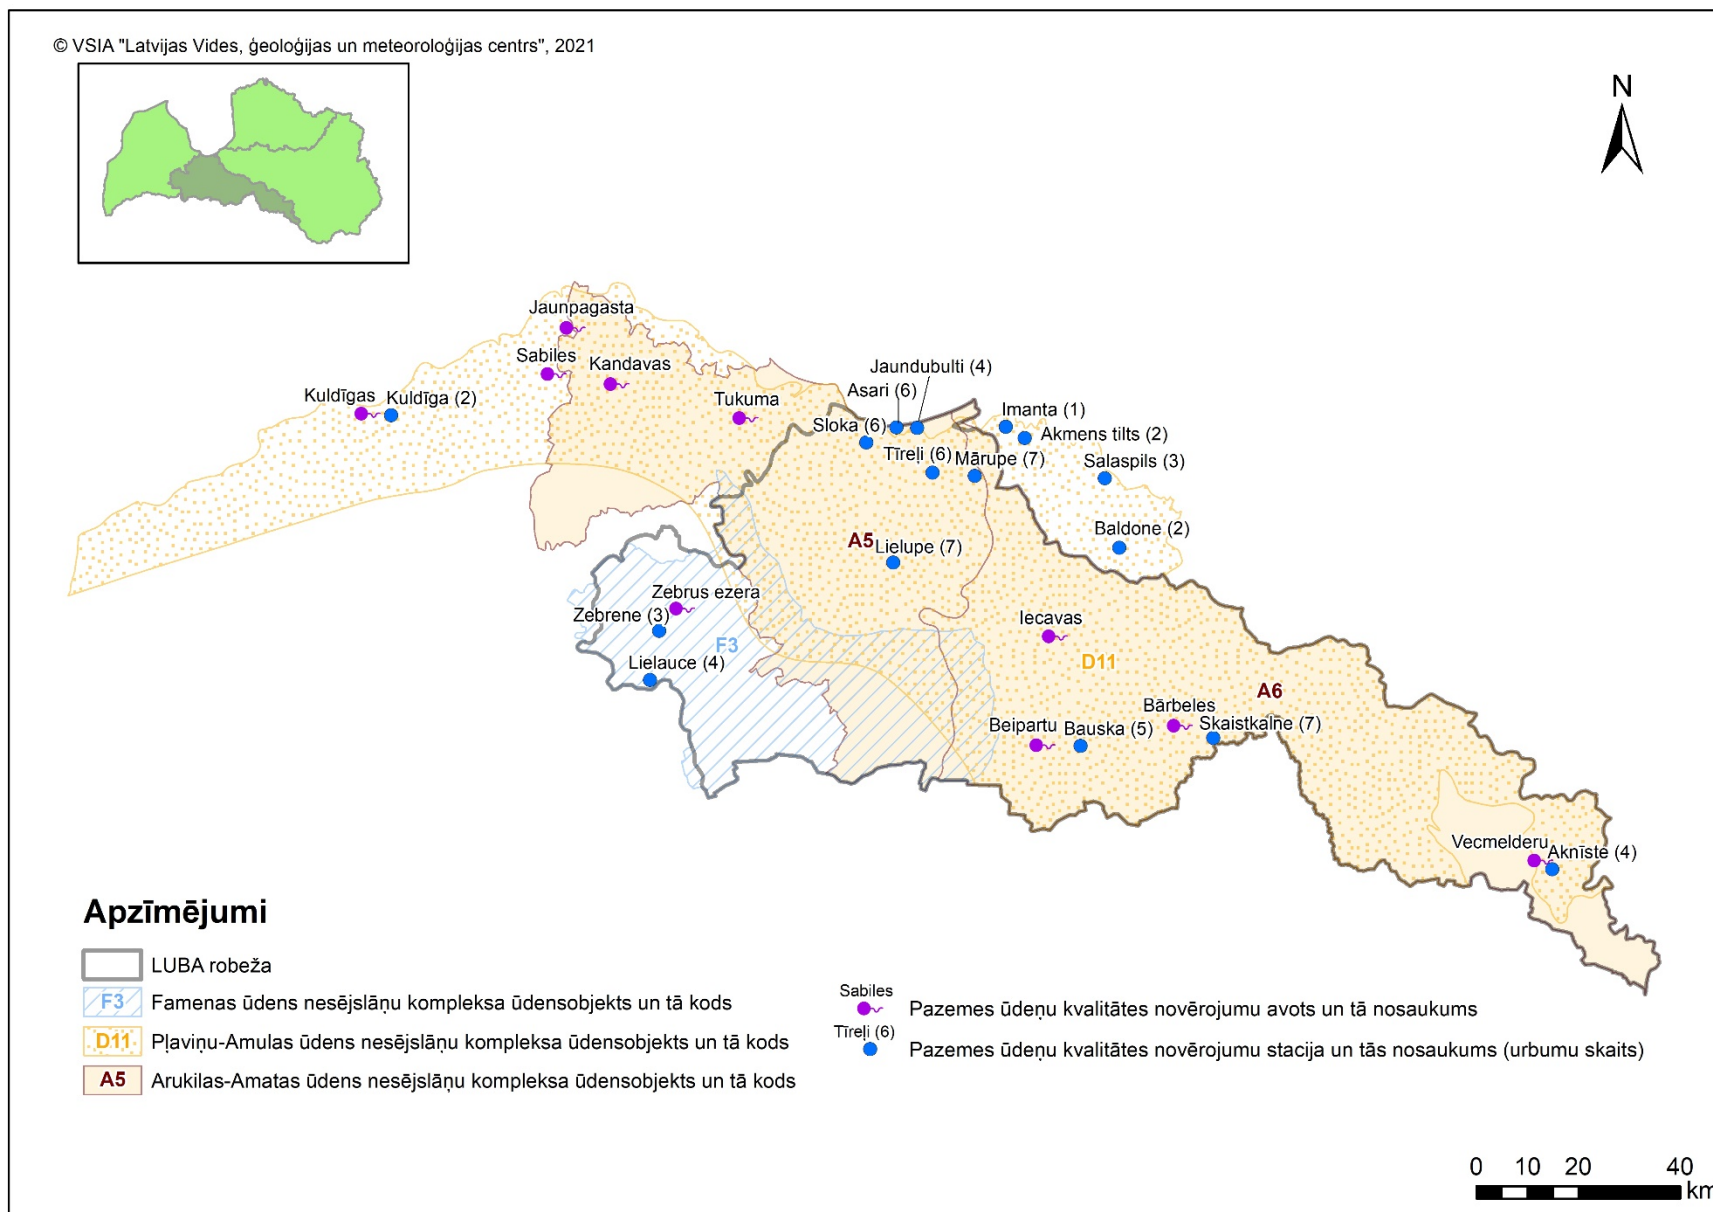 © VSIA "Latvijas Vides, ģeoloģijas un meteoroloģijas centrs", 2021
N
Jaunpagasta
Sabiles
Kandavas
Jaundubulti (4)
Asari (6)
Kuldīgas
Kuldīga (2)
Tukuma
Sloka (6)
Imanta (1)
Akmens tilts (2)
Tīreļi (6)
Mārupe (7)
Salaspils (3)
Baldone (2)
A5
Lielupe (7)
Zebrus ezera
Zebrene (3)
Iecavas
F3
Lielauce (4)
D11
A6
Bārbeles
Beipartu
Bauska (5)
Skaistkalne (7)
Vecmelderu
Aknīste (4)
Apzīmējumi
LUBA robeža
F3 Famenas ūdens nesējslāņu kompleksa ūdensobjekts un tā kods
D11 Pļaviņu-Amulas ūdens nesējslāņu kompleksa ūdensobjekts un tā kods
A5 Arukilas-Amatas ūdens nesējslāņu kompleksa ūdensobjekts un tā kods
Sabiles
Pazemes ūdeņu kvalitātes novērojumu avots un tā nosaukums
Tīreļi (6)
Pazemes ūdeņu kvalitātes novērojumu stacija un tās nosaukums (urbumu skaits)
0 10 20 40
km